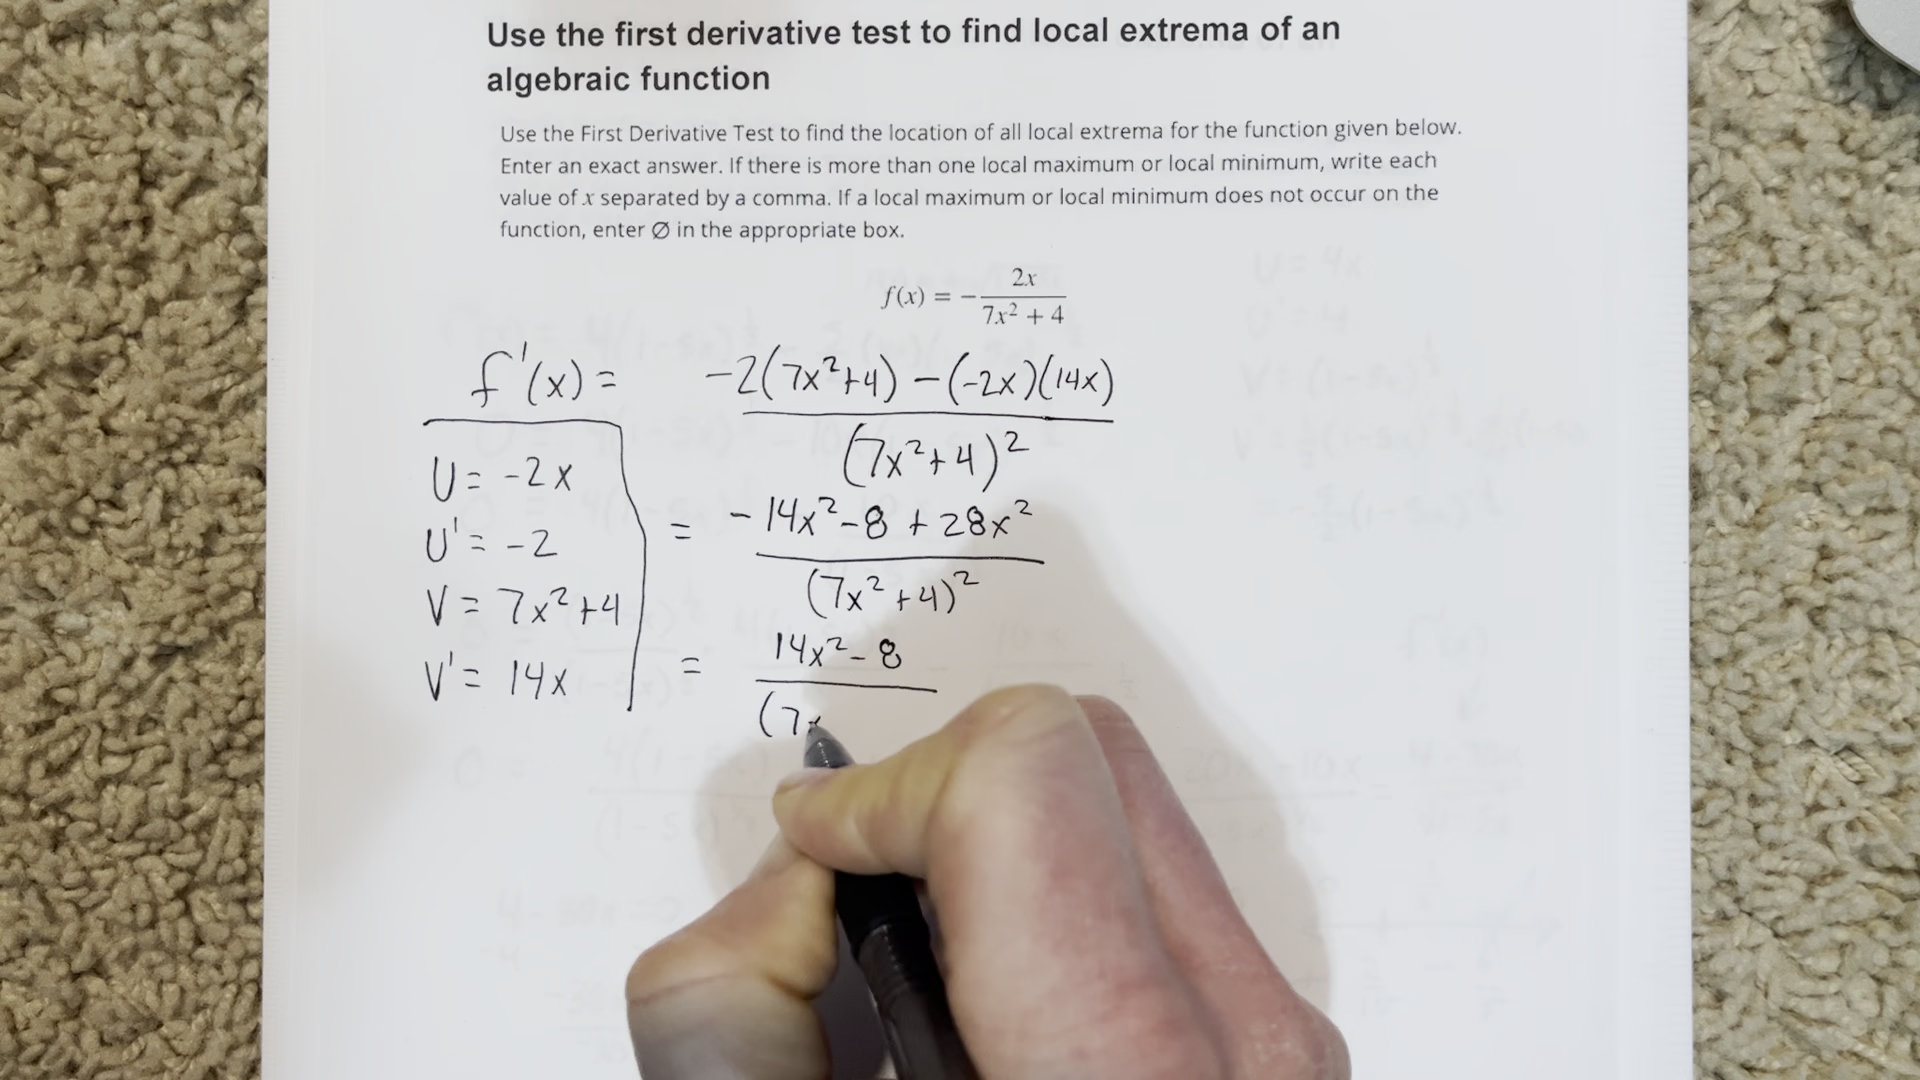 Use the first derivative test to find local extrema of an
algebraic function
Use the First Derivative Test to find the location of all local extrema for the function given below.
Enter an exact answer. If there is more than one local maximum or local minimum, write each
value of x separated by a comma. If a local maximum or local minimum does not occur on the
function, enter ∅ in the appropriate box.
f(x) = − 2x / (7x² + 4)
f'(x) = −2(7x²+4) − (−2x)(14x)
(7x²+4)²
U = −2x
U' = −2
V = 7x²+4
V' = 14x
= −14x² − 8 + 28x²
(7x²+4)²
= 14x² − 8
(7x